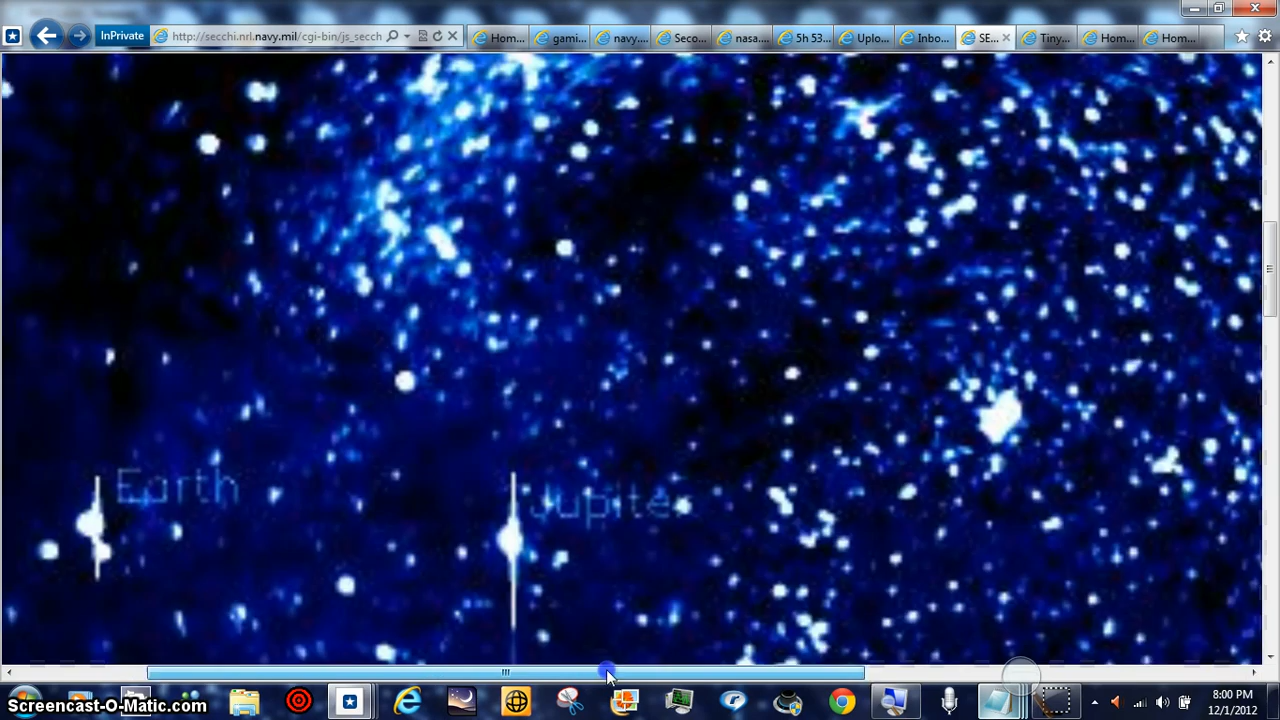 InPrivate
http://secchi.nrl.navy.mil/cgi-bin/js_secch
Hom...
gami...
navy....
Seco...
nasa....
5h 53...
Uplo...
Inbo...
SE...
Tiny...
Hom...
Hom...
Earth
Jupiter
Screencast-O-Matic.com
8:00 PM
12/1/2012